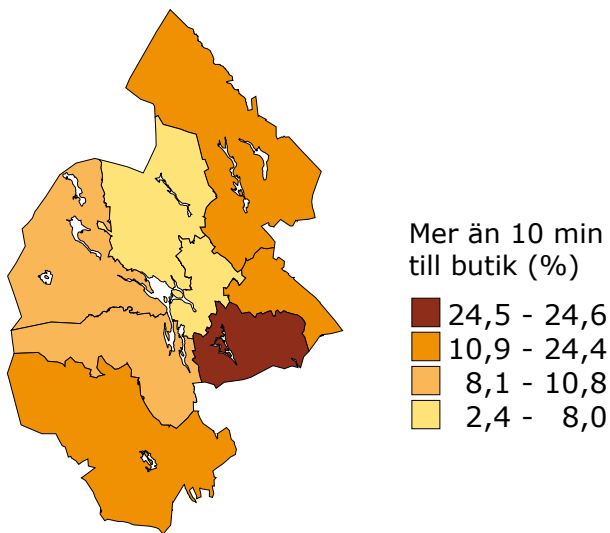 Mer än 10 min
till butik (%)
24,5 - 24,6
10,9 - 24,4
8,1 - 10,8
2,4 - 8,0